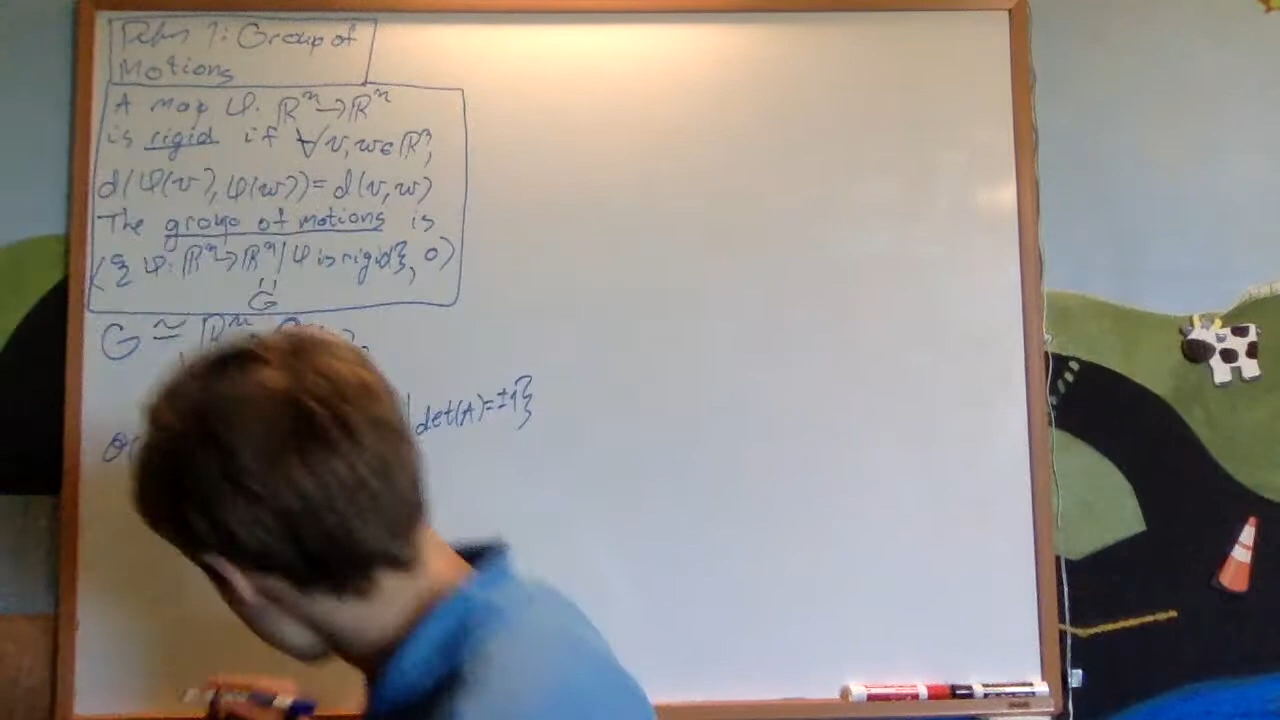 Defn 1: Group of
Motions
A map φ: ℝⁿ→ℝⁿ
is rigid if ∀v,w∈ℝⁿ,
d(φ(v),φ(w))=d(v,w)
The group of motions is
({φ:ℝⁿ→ℝⁿ|φ is rigid},∘)
=
G
G ≅ ℝⁿ
| det(A)=±1}